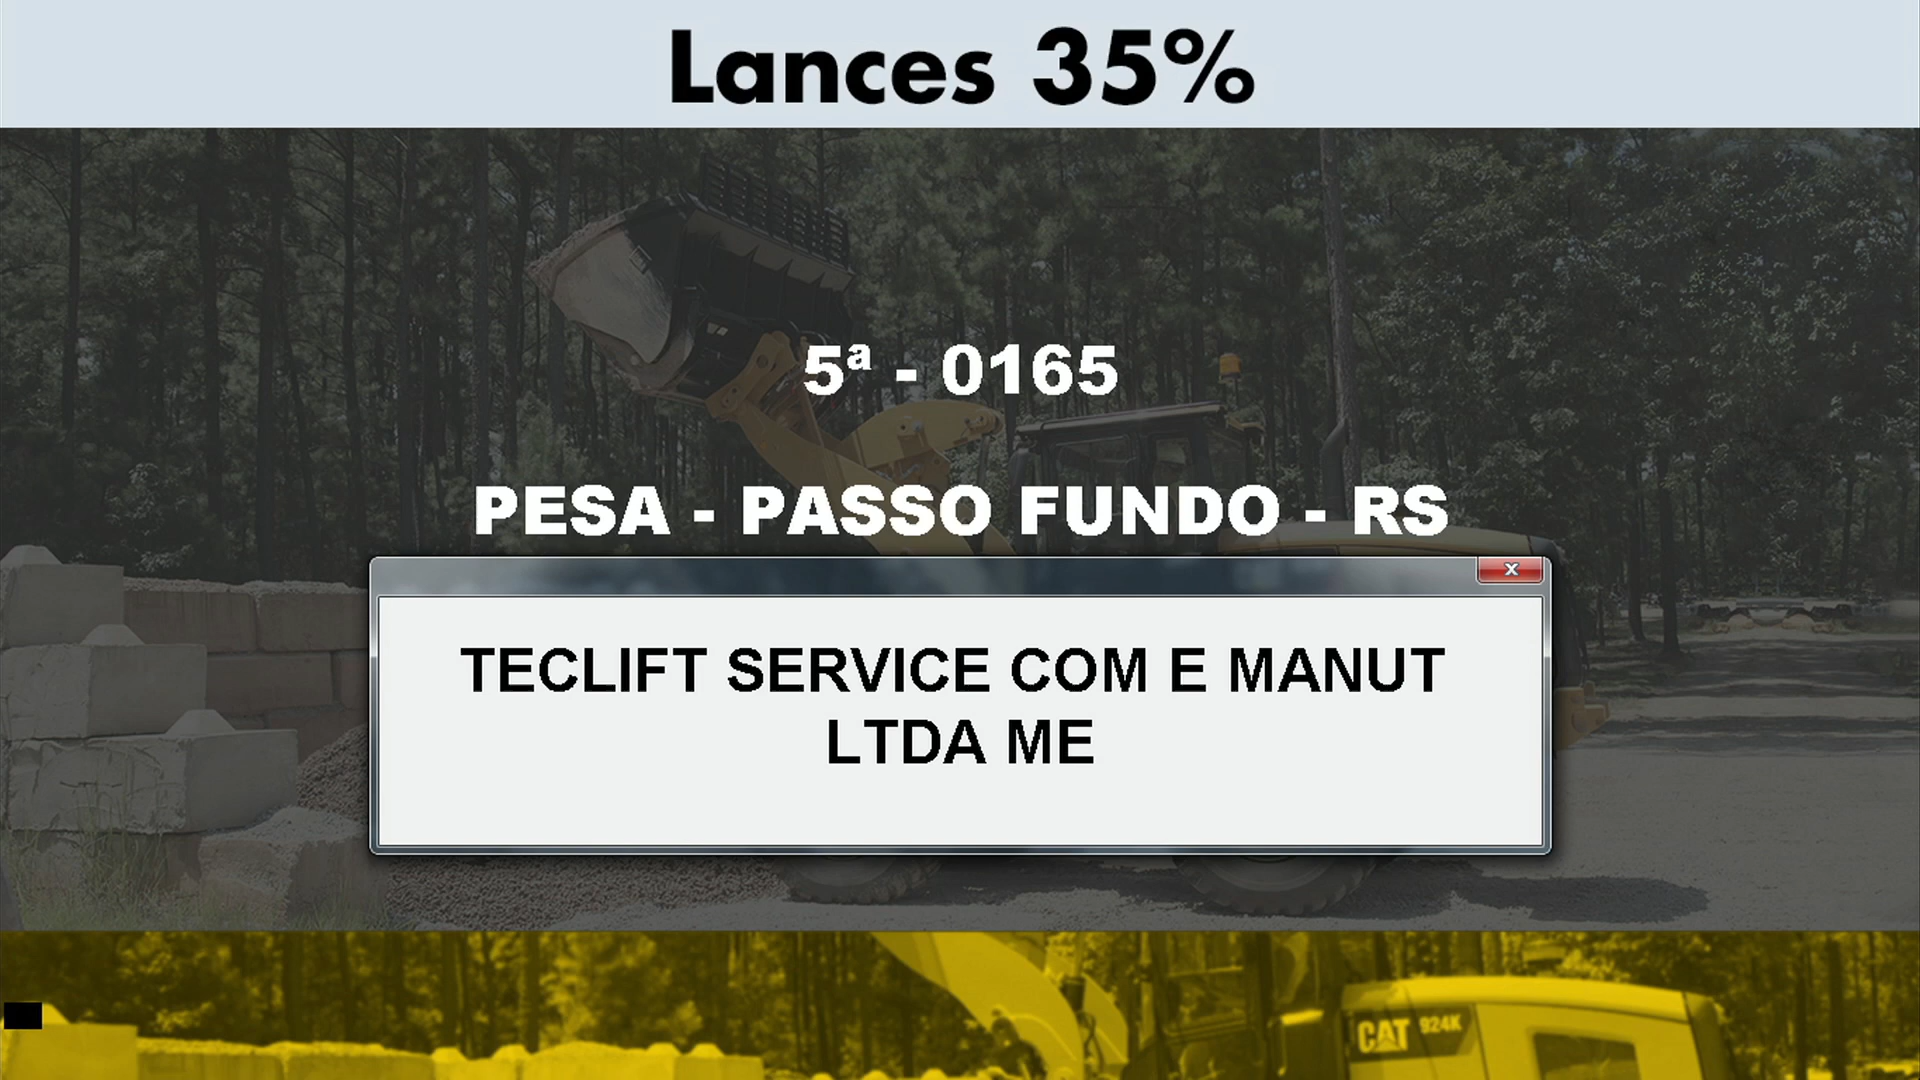 Lances 35%
5ª - 0165
PESA - PASSO FUNDO - RS
X
TECLIFT SERVICE COM E MANUT
LTDA ME
CAT 924K